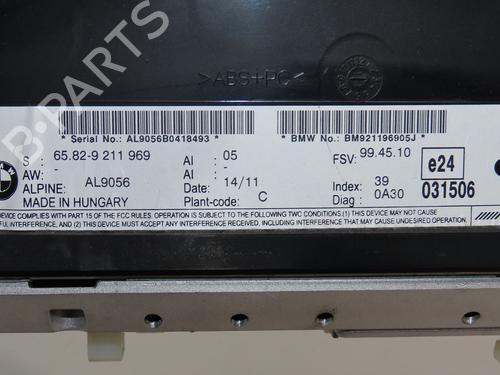 >ABS+PC<
* Serial No.: AL9056B0418493 * * BMW No.: BM921196905J *
S : 65.82-9 211 969 AI : 05 FSV: 99.45.10 e24
AW: - AI : -
ALPINE: AL9056 Date : 14/11 Index: 39 031506
MADE IN HUNGARY Plant-code: C Diag : 0A30
COMPLIES WITH PART 15 OF THE FCC RULES. OPERATION IS SUBJECT TO THE FOLLOWING TWO CONDITIONS: (1) THIS DEVICE MAY NOT CAUSE
INTERFERENCE, AND (2) THIS DEVICE MUST ACCEPT ANY INTERFERENCE RECEIVED, INCLUDING INTERFERENCE THAT MAY CAUSE UNDESIRED OPERATION.
B-PARTS